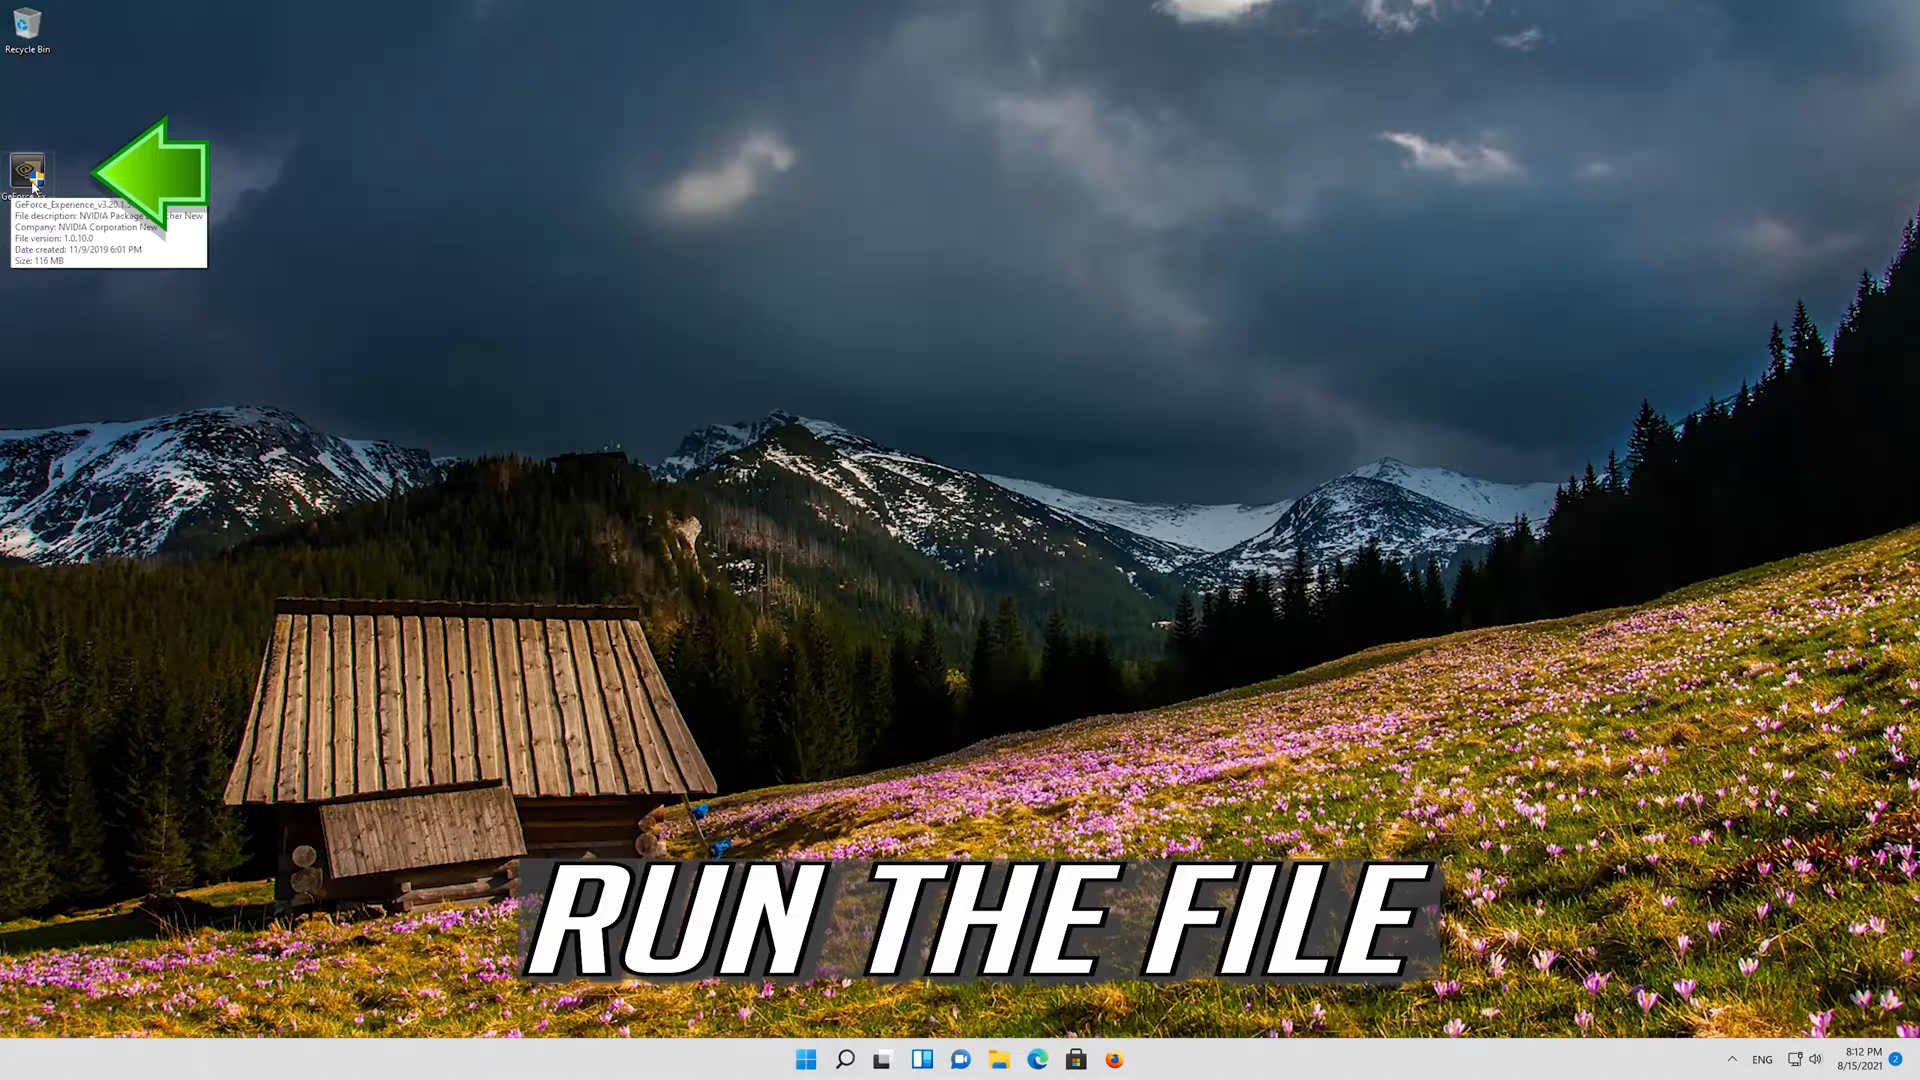 Recycle Bin
GeForce_Experience_v3.20.1
File description: NVIDIA Package
cher New
Company: NVIDIA Corporation New
File version: 1.0.10.0
Date created: 11/9/2019 6:01 PM
Size: 116 MB
RUN THE FILE
ENG
8:12 PM
8/15/2021
2